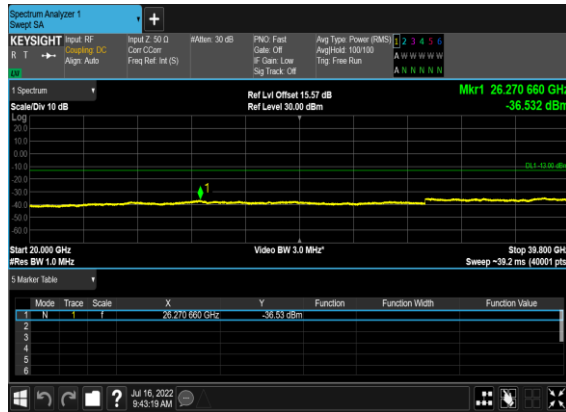 Spectrum Analyzer 1
Swept SA
+
KEYSIGHT
R T
LV
Input: RF
Coupling: DC
Align: Auto
Input Z: 50 Ω
Corr CCorr
Freq Ref: Int (S)
#Atten: 30 dB
PNO: Fast
Gate: Off
IF Gain: Low
Sig Track: Off
Avg Type: Power (RMS)
Avg|Hold: 100/100
Trig: Free Run
1 2 3 4 5 6
A W W W W W
A N N N N N
1 Spectrum
Scale/Div 10 dB
Ref Lvl Offset 15.57 dB
Ref Level 30.00 dBm
Mkr1 26.270 660 GHz
-36.532 dBm
Log
20.0
10.0
0.00
-10.0
-20.0
-30.0
-40.0
-50.0
-60.0
DL1 -13.00 dBm
1
Start 20.000 GHz
#Res BW 1.0 MHz
Video BW 3.0 MHz*
Stop 39.800 GHz
Sweep ~39.2 ms (40001 pts)
5 Marker Table
Mode Trace Scale X Y Function Function Width Function Value
1 N 1 f 26.270 660 GHz -36.53 dBm
2
3
4
5
6
?
Jul 16, 2022
9:43:19 AM